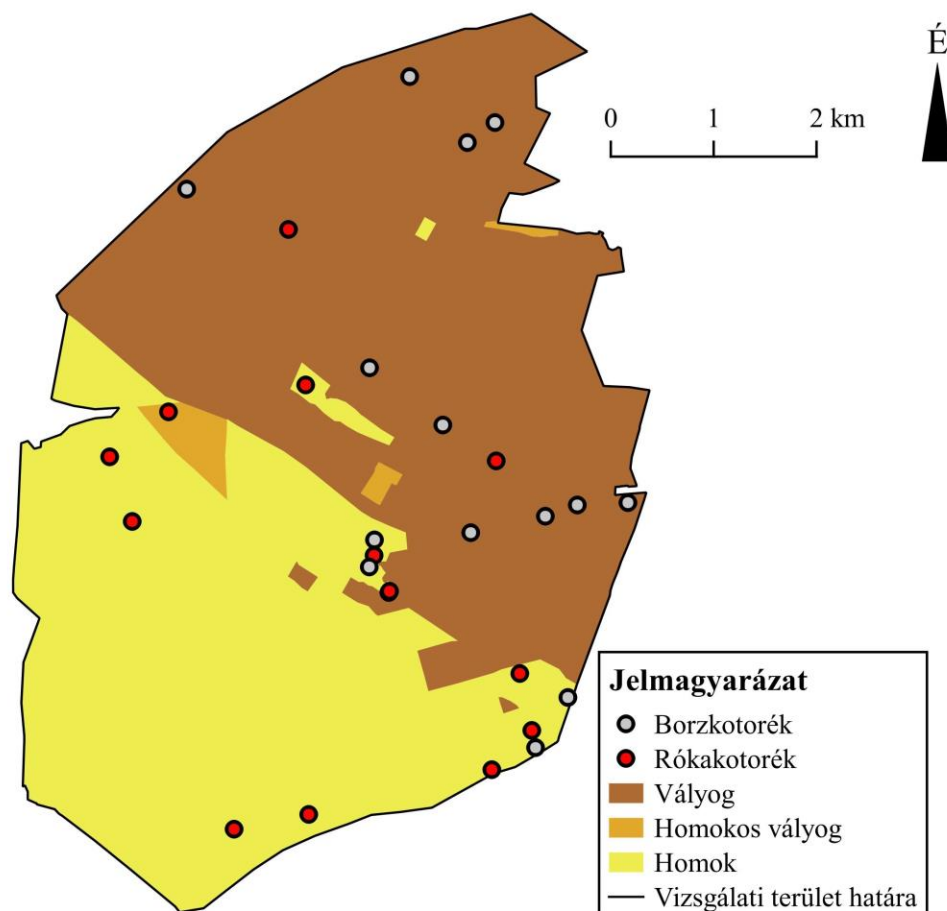 É
0 1 2 km
Jelmagyarázat
Borzkotorék
Rókakotorék
Vályog
Homokos vályog
Homok
Vizsgálati terület határa